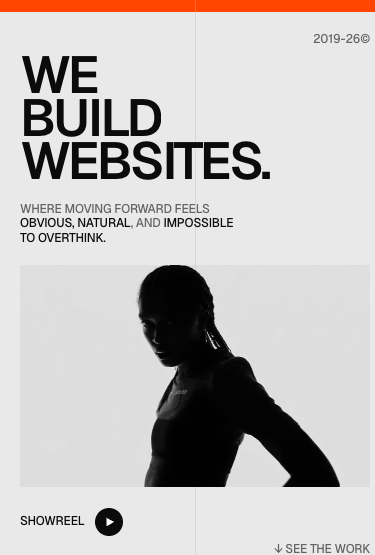 2019-26©
WE
BUILD
WEBSITES.
WHERE MOVING FORWARD FEELS
OBVIOUS, NATURAL, AND IMPOSSIBLE
TO OVERTHINK.
SHOWREEL
↓ SEE THE WORK